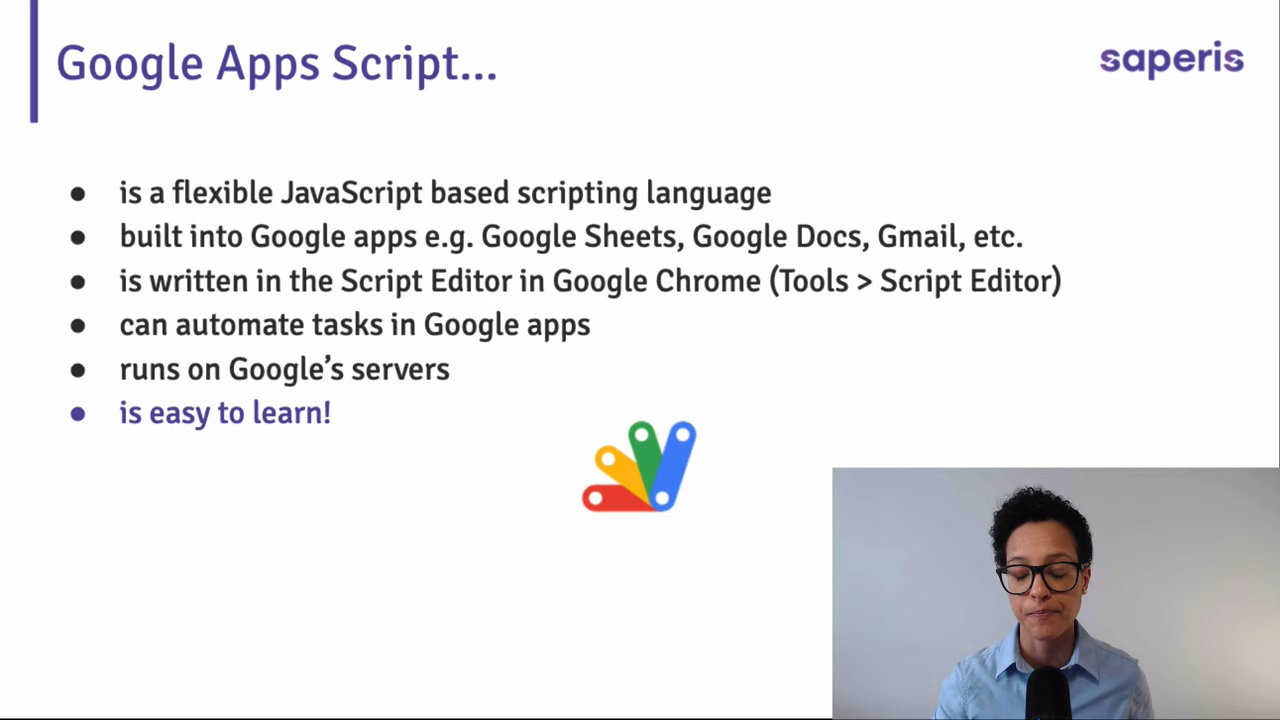 Google Apps Script...
saperis
● is a flexible JavaScript based scripting language
● built into Google apps e.g. Google Sheets, Google Docs, Gmail, etc.
● is written in the Script Editor in Google Chrome (Tools > Script Editor)
● can automate tasks in Google apps
● runs on Google’s servers
● is easy to learn!